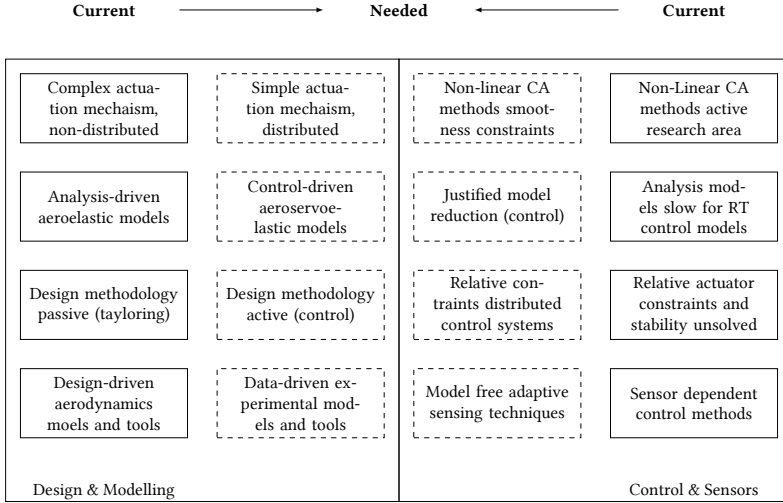 Current Needed Current
Complex actua-
tion mechaism,
non-distributed
Simple actua-
tion mechaism,
distributed
Non-linear CA
methods smoot-
ness constraints
Non-Linear CA
methods active
research area
Analysis-driven
aeroelastic models
Control-driven
aeroservoe-
lastic models
Justified model
reduction (control)
Analysis mod-
els slow for RT
control models
Design methodology
passive (tayloring)
Design methodology
active (control)
Relative con-
traints distributed
control systems
Relative actuator
constraints and
stability unsolved
Design-driven
aerodynamics
moels and tools
Data-driven ex-
perimental mod-
els and tools
Model free adaptive
sensing techniques
Sensor dependent
control methods
Design & Modelling
Control & Sensors